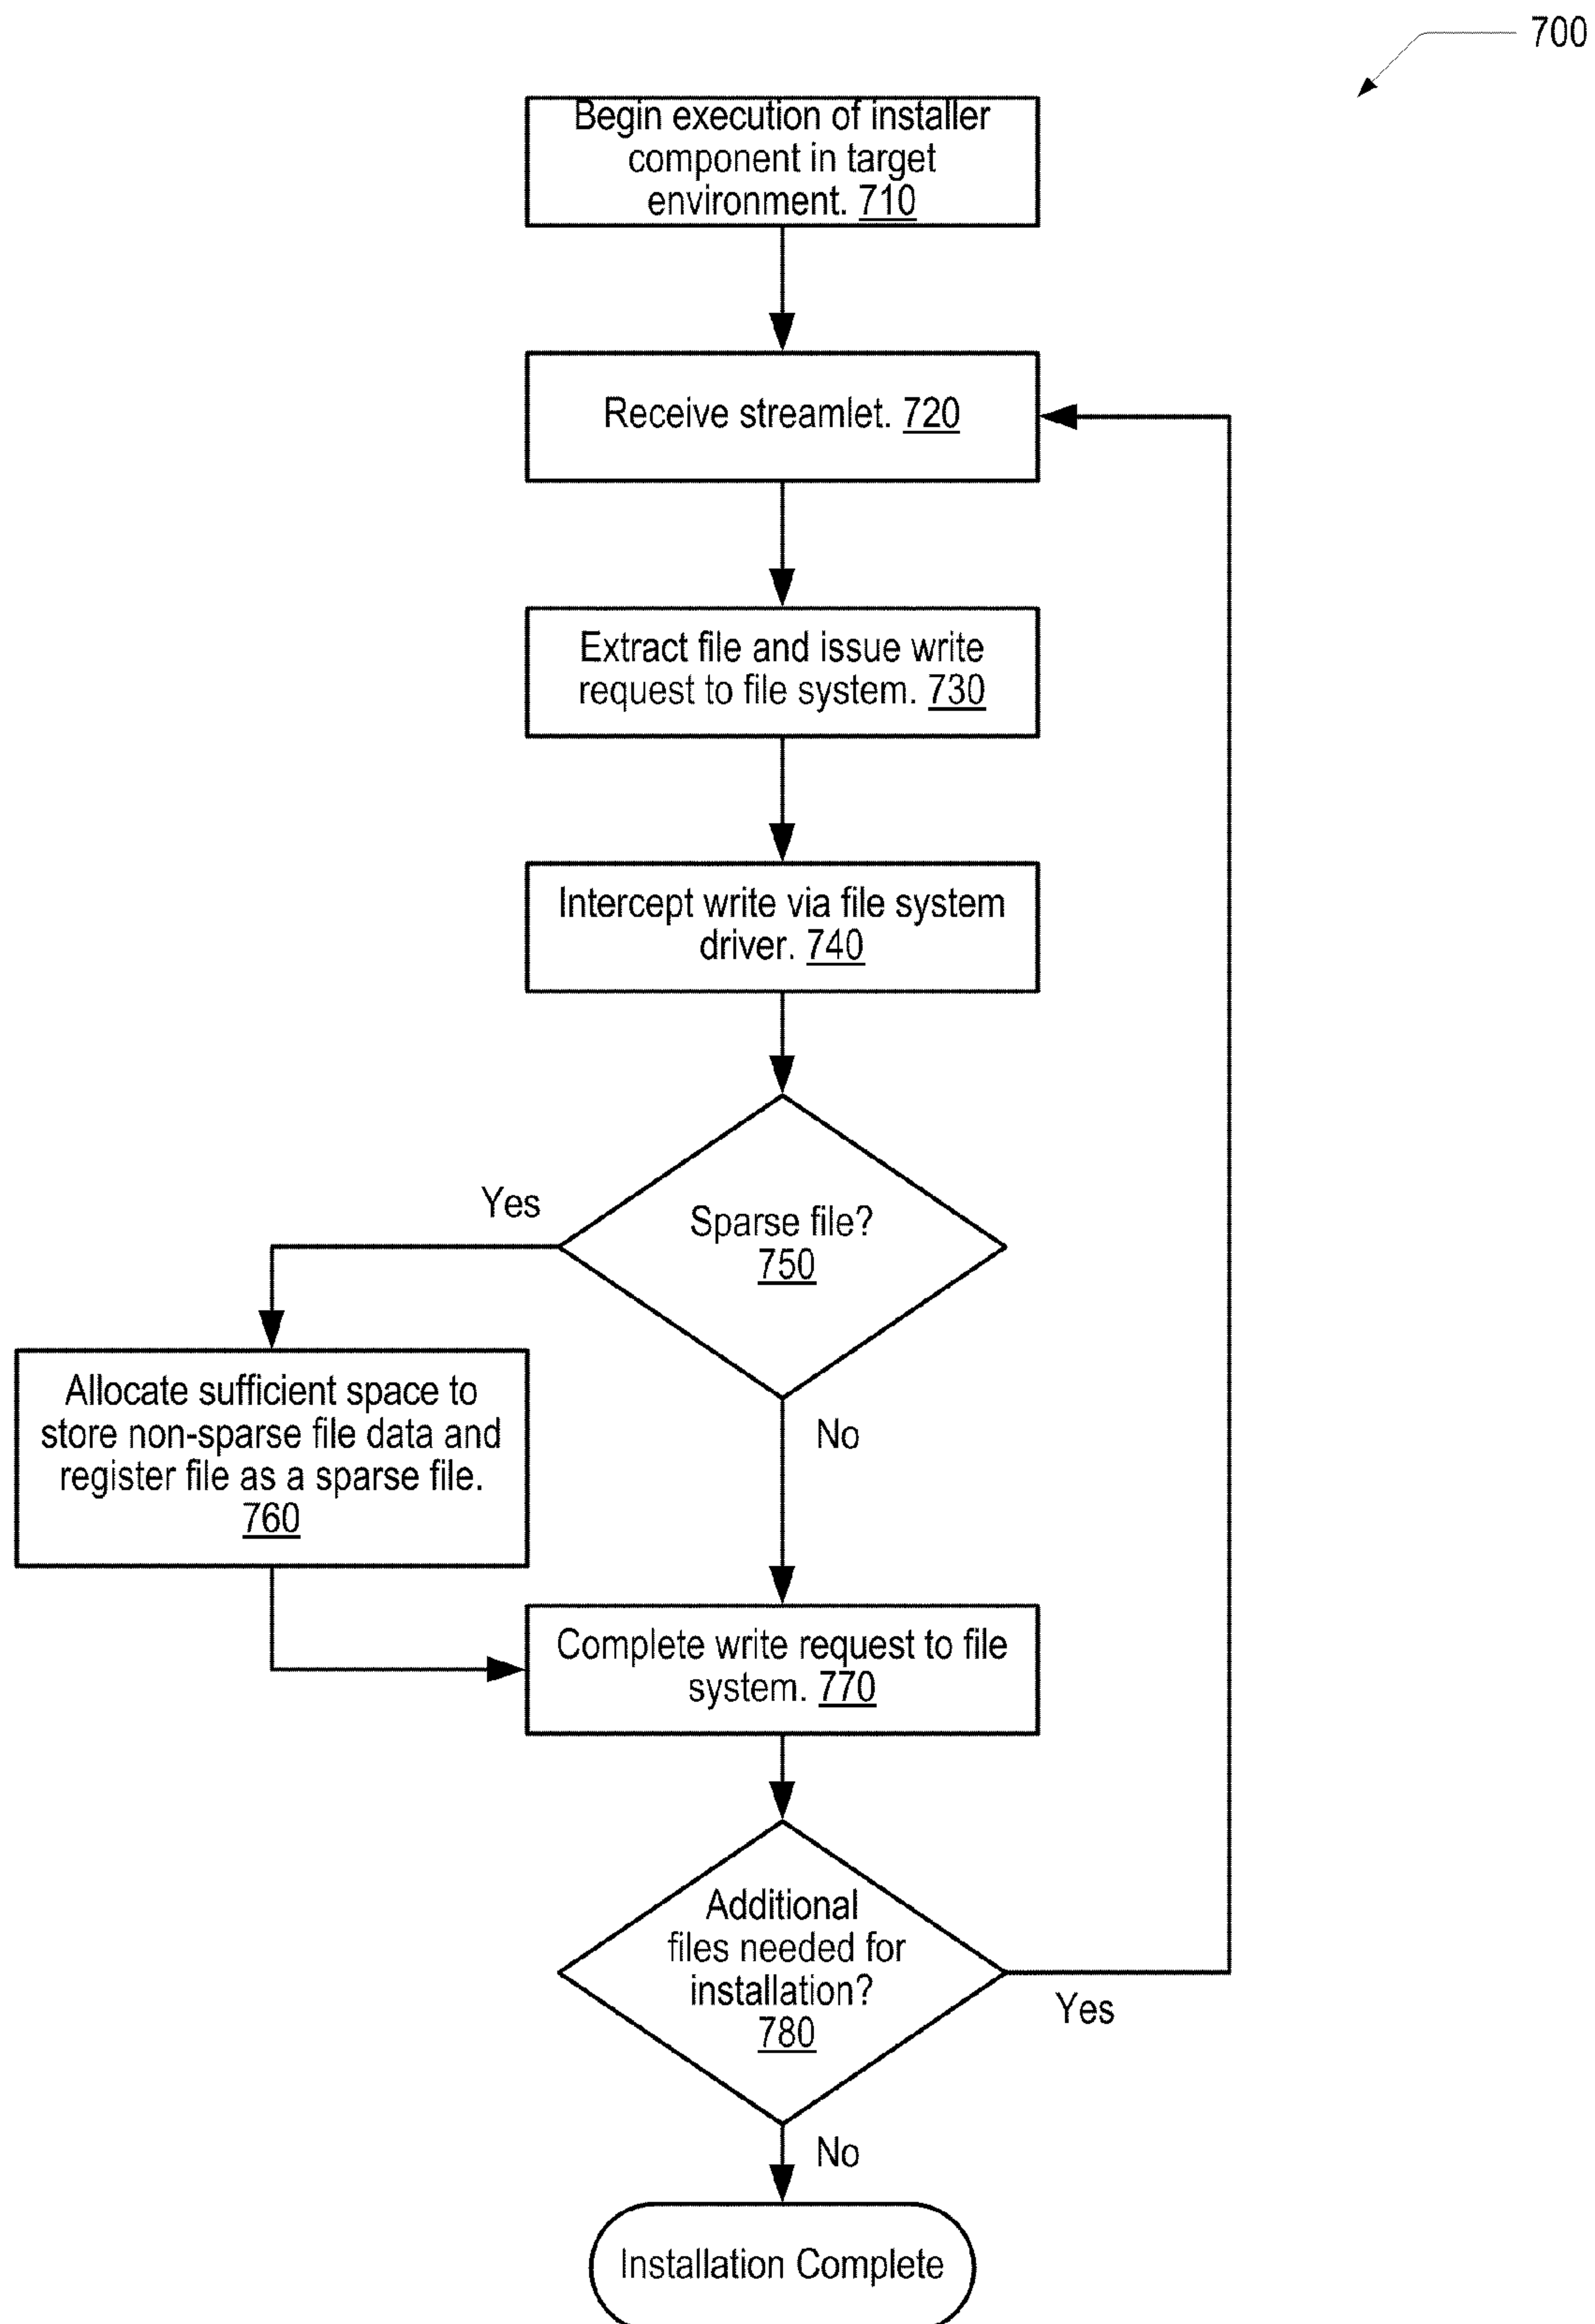 700
Begin execution of installer
component in target
environment. 710
Receive streamlet. 720
Extract file and issue write
request to file system. 730
Intercept write via file system
driver. 740
Yes
Sparse file?
750
No
Allocate sufficient space to
store non-sparse file data and
register file as a sparse file.
760
Complete write request to file
system. 770
Additional
files needed for
installation?
780
Yes
No
Installation Complete